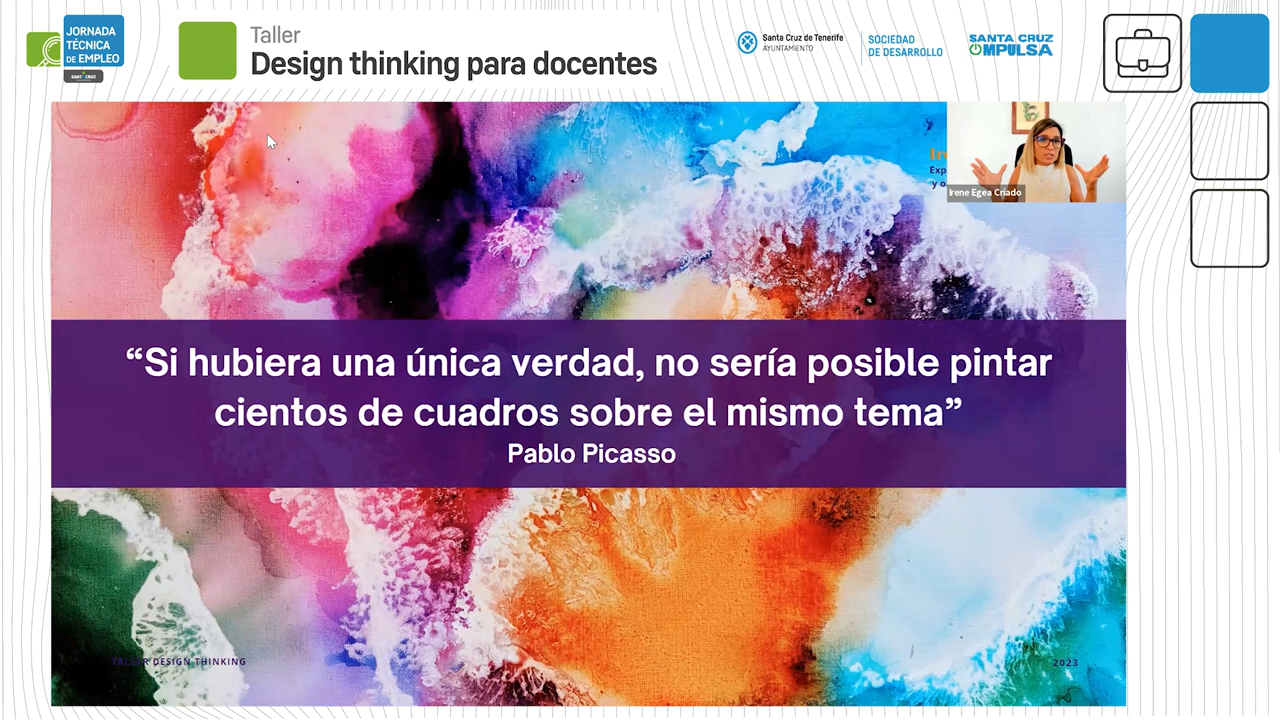 JORNADA
TÉCNICA
DE EMPLEO
Taller
Design thinking para docentes
Santa Cruz de Tenerife
AYUNTAMIENTO
SOCIEDAD
DE DESARROLLO
SANTA CRUZ
MPULSA
Exp
y o
Irene Egea Criado
“Si hubiera una única verdad, no sería posible pintar
cientos de cuadros sobre el mismo tema”
Pablo Picasso
TALLER DESIGN THINKING
2023